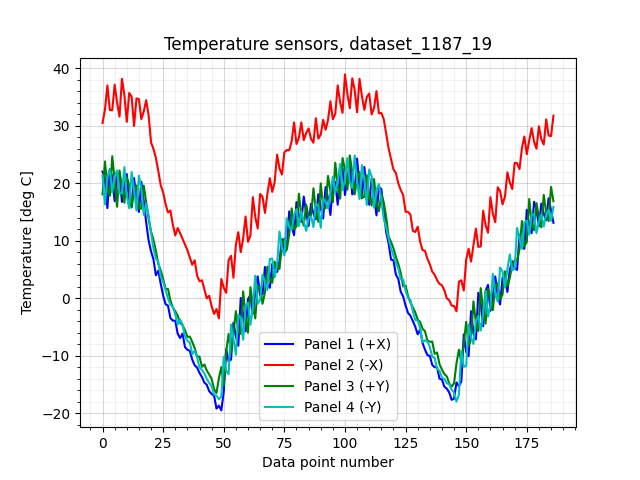 Temperature sensors, dataset_1187_19
Temperature [deg C]
40
30
20
10
0
−10
−20
0
25
50
75
100
125
150
175
Data point number
Panel 1 (+X)
Panel 2 (-X)
Panel 3 (+Y)
Panel 4 (-Y)